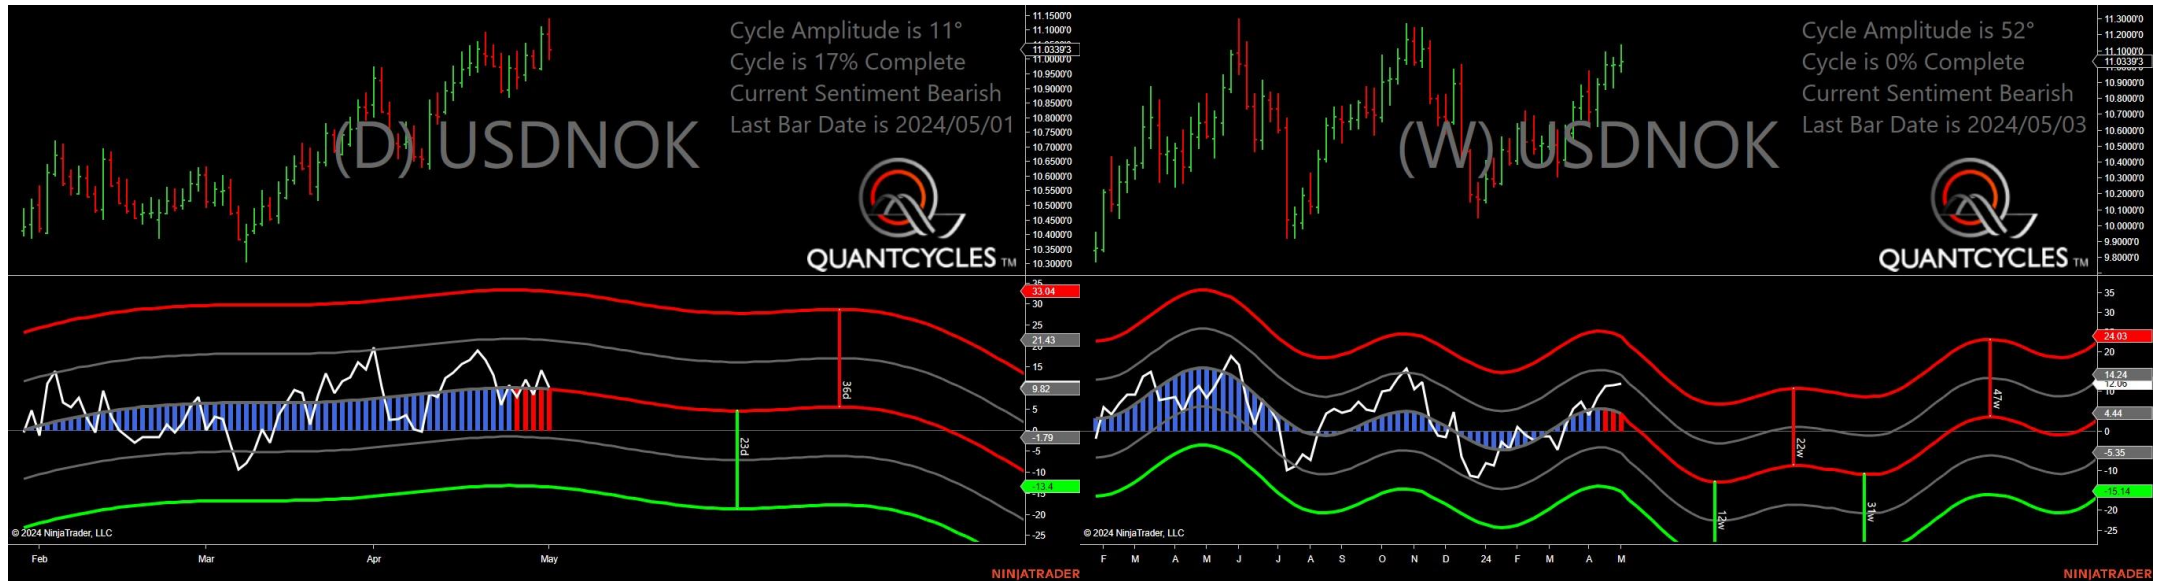 Cycle Amplitude is 11°
Cycle is 17% Complete
Current Sentiment Bearish
Last Bar Date is 2024/05/01
(D) USDNOK
QUANTCYCLES TM
11.1500'0
11.1000'0
11.0339'3
11.0000'0
10.9500'0
10.9000'0
10.8500'0
10.8000'0
10.7500'0
10.7000'0
10.6500'0
10.6000'0
10.5500'0
10.5000'0
10.4500'0
10.4000'0
10.3500'0
10.3000'0
35
33.04
30
25
21.43
20
15
9.82
5
0
-1.79
-5
-10
-13.4
-15
-20
-25
36d
23d
© 2024 NinjaTrader, LLC
Feb Mar Apr May
NINJATRADER
Cycle Amplitude is 52°
Cycle is 0% Complete
Current Sentiment Bearish
Last Bar Date is 2024/05/03
(W) USDNOK
QUANTCYCLES TM
11.3000'0
11.2000'0
11.1000'0
11.0339'3
10.9000'0
10.8000'0
10.7000'0
10.6000'0
10.5000'0
10.4000'0
10.3000'0
10.2000'0
10.1000'0
10.0000'0
9.9000'0
9.8000'0
35
30
24.03
20
14.24
12.06
10
4.44
0
-5.35
-10
-15.14
-20
-25
22w
47w
12w
31w
© 2024 NinjaTrader, LLC
F M A M J J A S O N D 24 F M A M
NINJATRADER